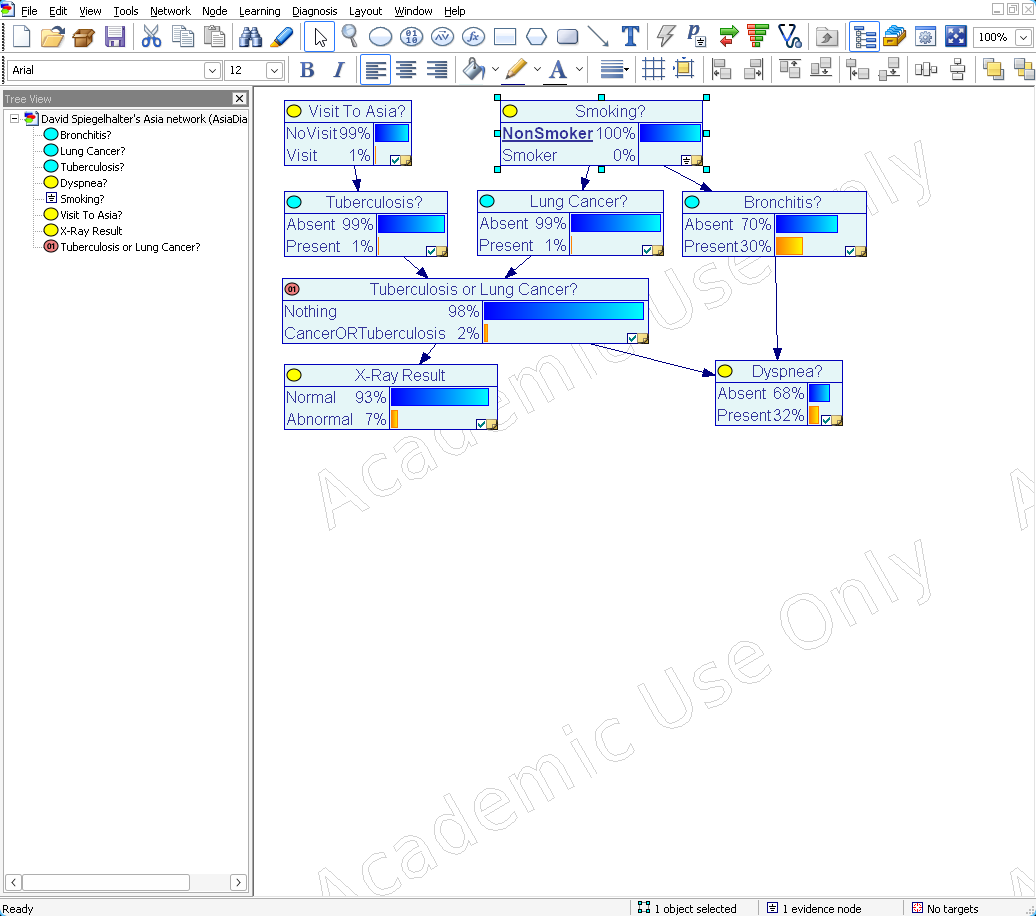 File Edit View Tools Network Node Learning Diagnosis Layout Window Help
100%
Arial 12 B I A
Tree View
David Spiegelhalter's Asia network (AsiaDia
Bronchitis?
Lung Cancer?
Tuberculosis?
Dyspnea?
Smoking?
Visit To Asia?
X-Ray Result
Tuberculosis or Lung Cancer?
Visit To Asia?
NoVisit 99%
Visit 1%
Smoking?
NonSmoker 100%
Smoker 0%
Tuberculosis?
Absent 99%
Present 1%
Lung Cancer?
Absent 99%
Present 1%
Bronchitis?
Absent 70%
Present 30%
Tuberculosis or Lung Cancer?
Nothing 98%
CancerORTuberculosis 2%
X-Ray Result
Normal 93%
Abnormal 7%
Dyspnea?
Absent 68%
Present 32%
Academic Use Only
Academic Use Only
Ready 1 object selected 1 evidence node No targets